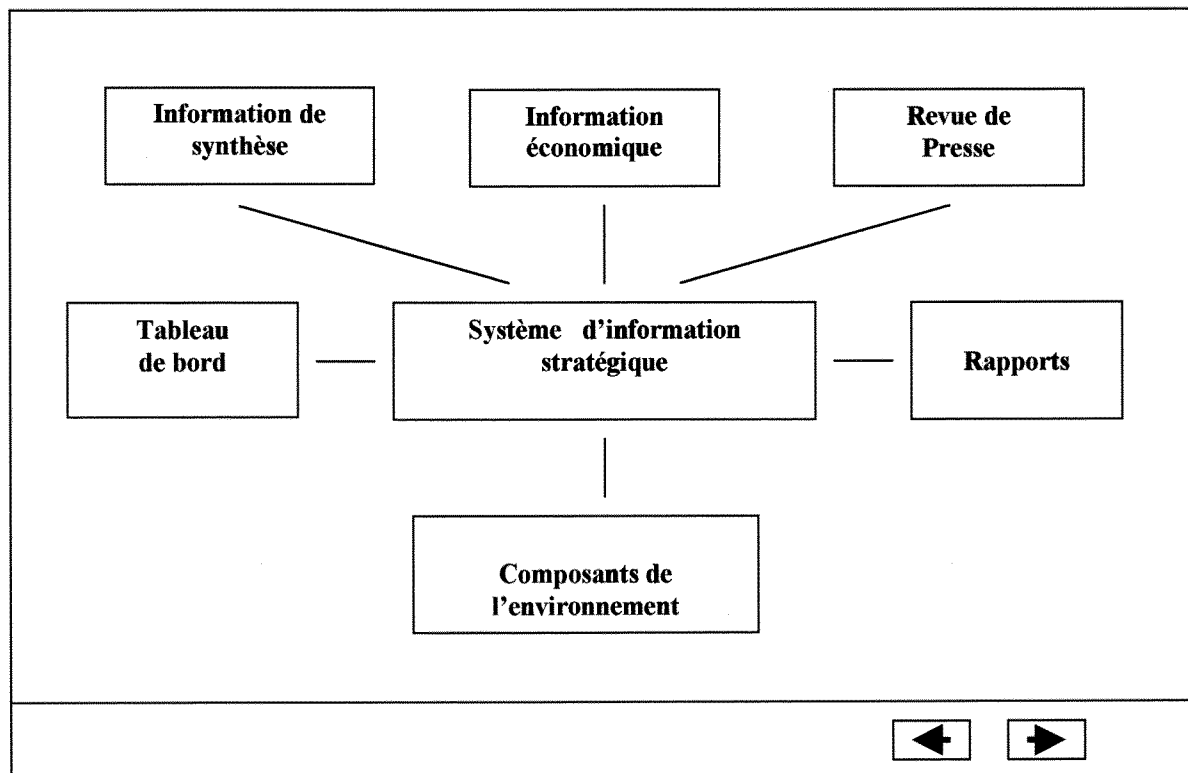 Information de
synthèse
Information
économique
Revue de
Presse
Tableau
de bord
Système d'information
stratégique
Rapports
Composants de
l'environnement